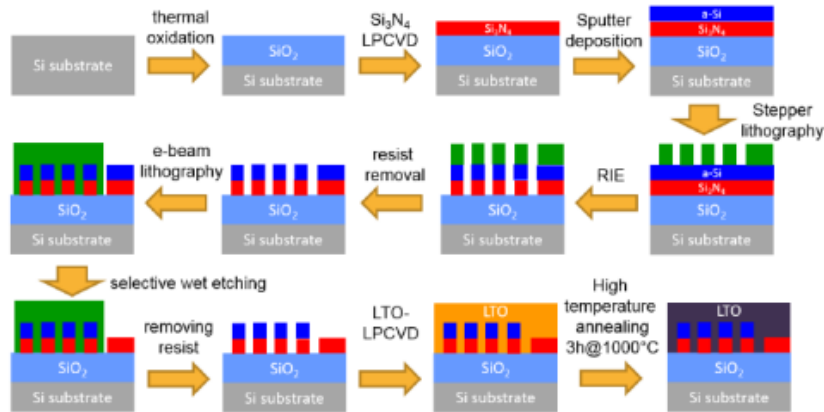 thermal
oxidation
Si₃N₄
LPCVD
Sputter
deposition
Si substrate
SiO₂
Si substrate
Si₃N₄
SiO₂
Si substrate
a-Si
Si₃N₄
SiO₂
Si substrate
Stepper
lithography
e-beam
lithography
resist
removal
RIE
SiO₂
Si substrate
SiO₂
Si substrate
SiO₂
Si substrate
a-Si
Si₃N₄
SiO₂
Si substrate
selective wet etching
removing
resist
LTO-
LPCVD
High
temperature
annealing
3h@1000°C
SiO₂
Si substrate
SiO₂
Si substrate
LTO
SiO₂
Si substrate
LTO
SiO₂
Si substrate